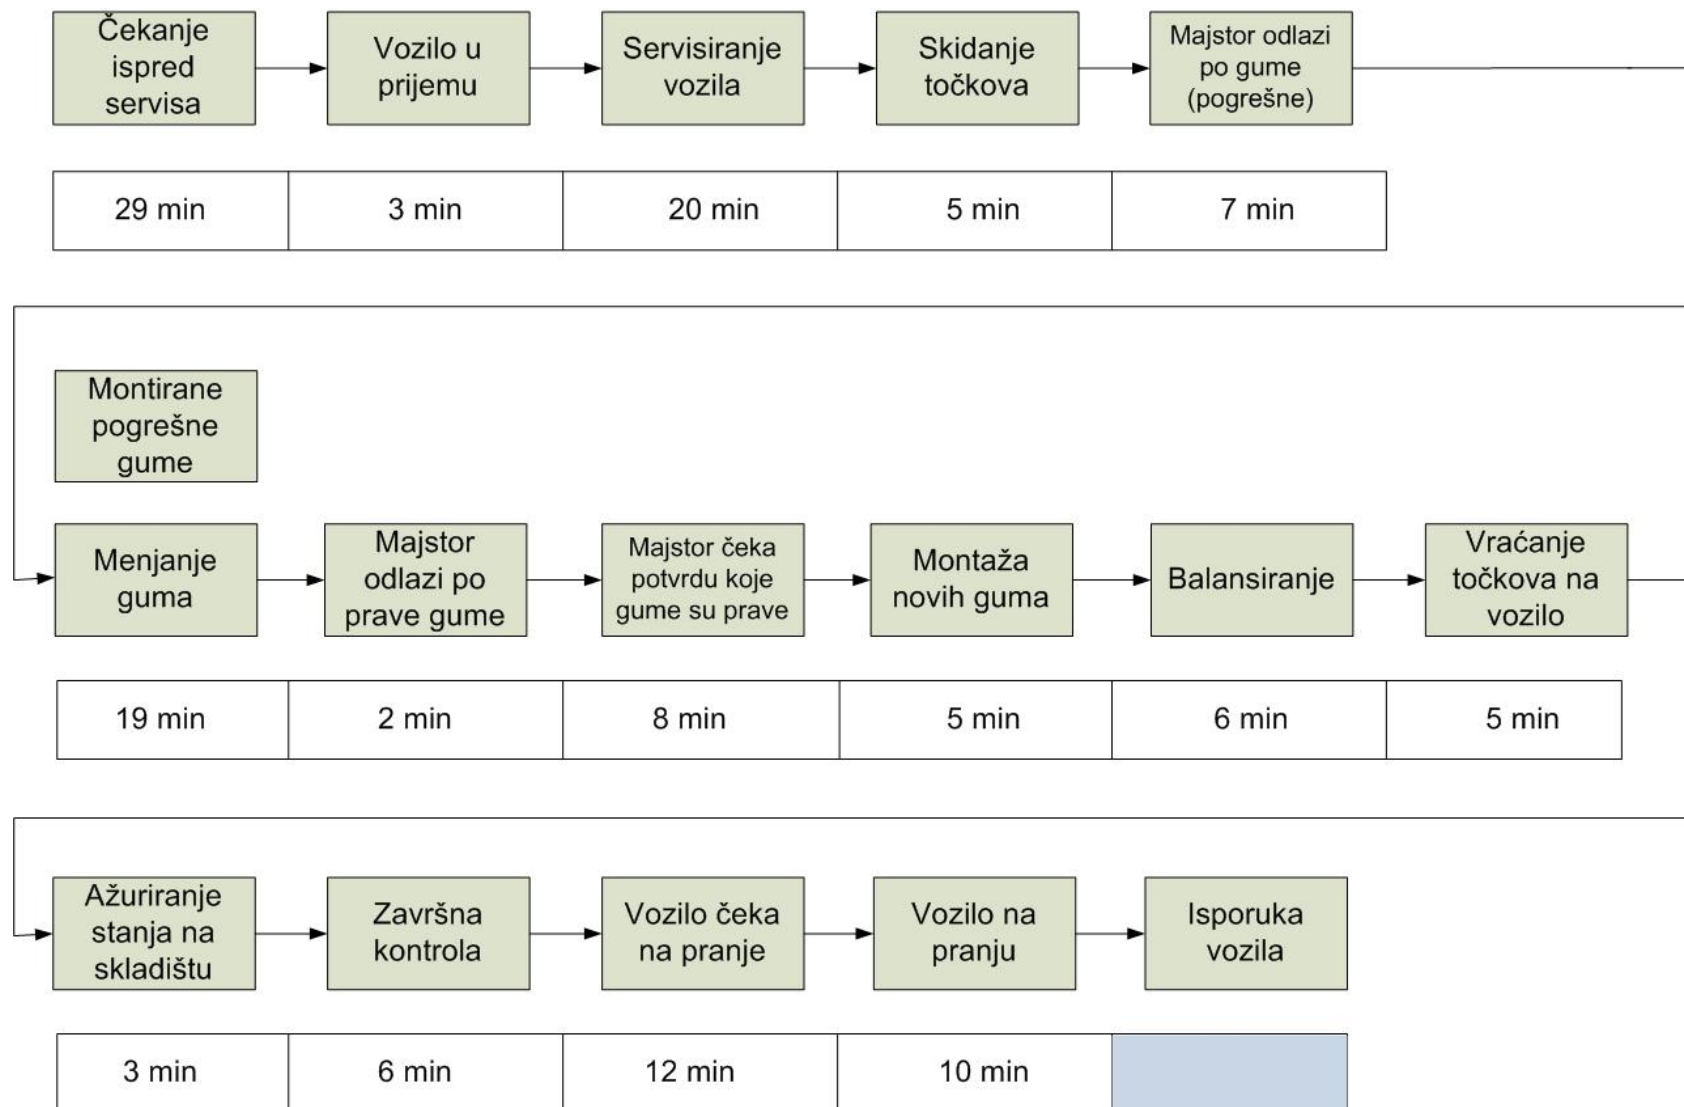 Čekanje
ispred
servisa
Vozilo u
prijemu
Servisiranje
vozila
Skidanje
točkova
Majstor odlazi
po gume
(pogrešne)
29 min
3 min
20 min
5 min
7 min
Montirane
pogrešne
gume
Menjanje
guma
Majstor
odlazi po
prave gume
Majstor čeka
potvrdu koje
gume su prave
Montaža
novih guma
Balansiranje
Vraćanje
točkova na
vozilo
19 min
2 min
8 min
5 min
6 min
5 min
Ažuriranje
stanja na
skladištu
Završna
kontrola
Vozilo čeka
na pranje
Vozilo na
pranju
Isporuka
vozila
3 min
6 min
12 min
10 min